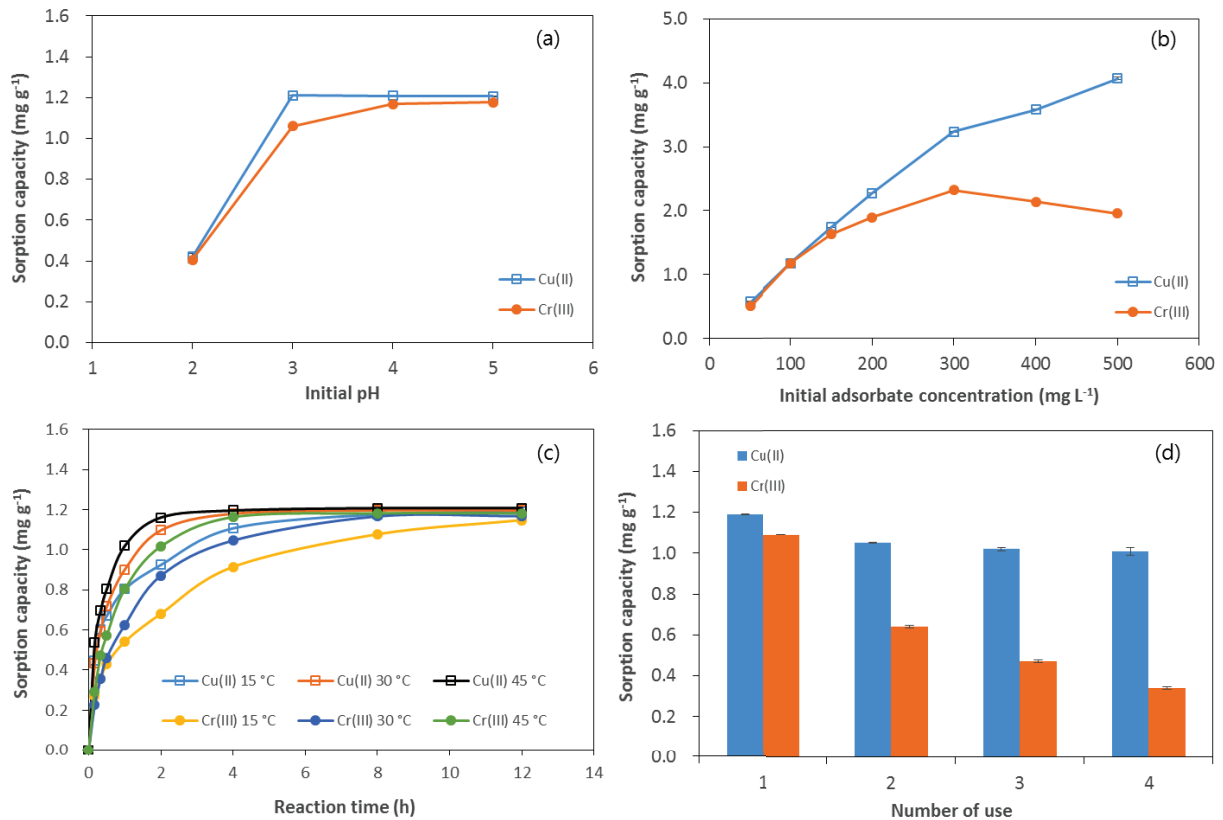 (a)
Sorption capacity (mg g⁻¹)
1.6
1.4
1.2
1.0
0.8
0.6
0.4
0.2
0.0
Cu(II)
Cr(III)
1 2 3 4 5 6
Initial pH
(b)
Sorption capacity (mg g⁻¹)
5.0
4.0
3.0
2.0
1.0
0.0
Cu(II)
Cr(III)
0 100 200 300 400 500 600
Initial adsorbate concentration (mg L⁻¹)
(c)
Sorption capacity (mg g⁻¹)
1.6
1.4
1.2
1.0
0.8
0.6
0.4
0.2
0.0
Cu(II) 15 °C Cu(II) 30 °C Cu(II) 45 °C
Cr(III) 15 °C Cr(III) 30 °C Cr(III) 45 °C
0 2 4 6 8 10 12 14
Reaction time (h)
(d)
Sorption capacity (mg g⁻¹)
1.6
1.4
1.2
1.0
0.8
0.6
0.4
0.2
0.0
Cu(II)
Cr(III)
1 2 3 4
Number of use